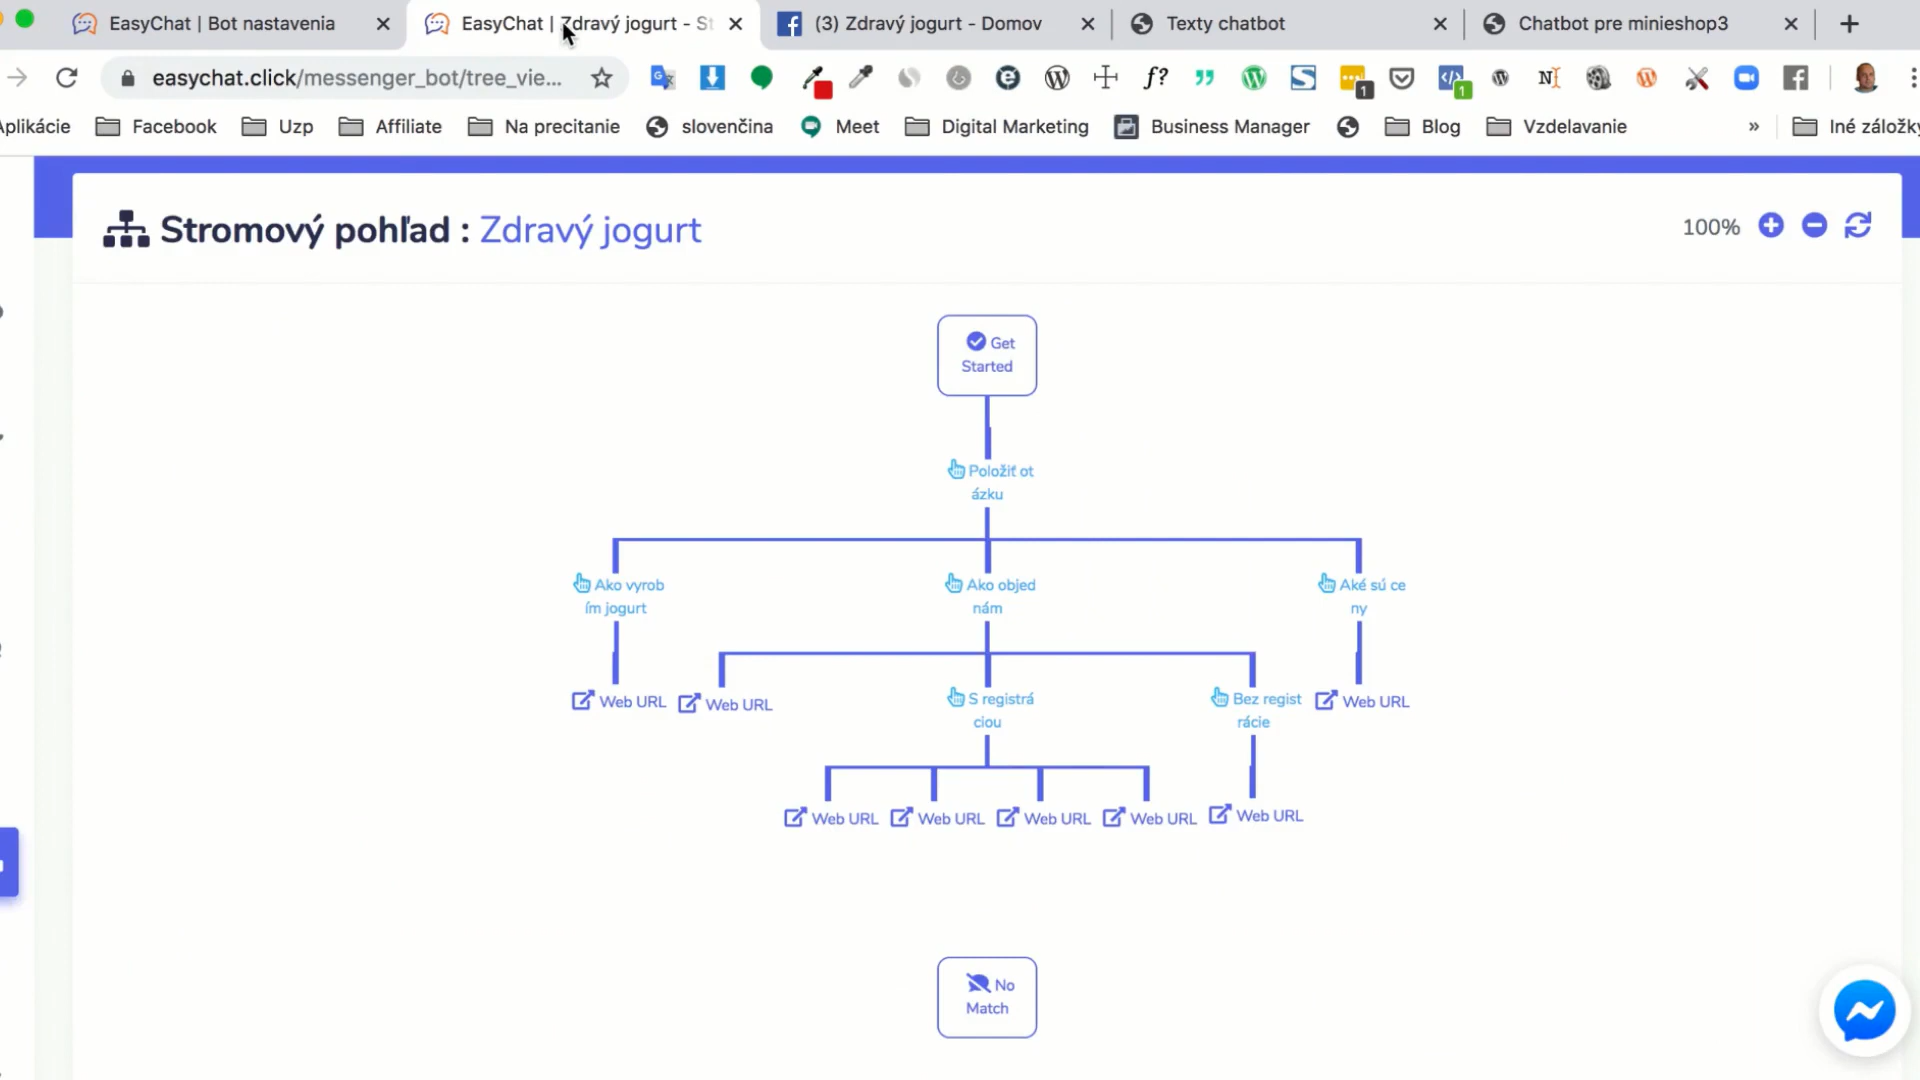 EasyChat | Bot nastavenia
EasyChat | Zdravý jogurt - St
(3) Zdravý jogurt - Domov
Texty chatbot
Chatbot pre minieshop3
easychat.click/messenger_bot/tree_vie...
1
1
Aplikácie
Facebook
Uzp
Affiliate
Na precitanie
slovenčina
Meet
Digital Marketing
Business Manager
Blog
Vzdelavanie
»
Iné záložky
Stromový pohľad : Zdravý jogurt
100%
Get
Started
Položiť ot
ázku
Ako vyrob
ím jogurt
Ako objed
nám
Aké sú ce
ny
Web URL
Web URL
S registrá
ciou
Bez regist
rácie
Web URL
Web URL
Web URL
Web URL
Web URL
Web URL
No
Match